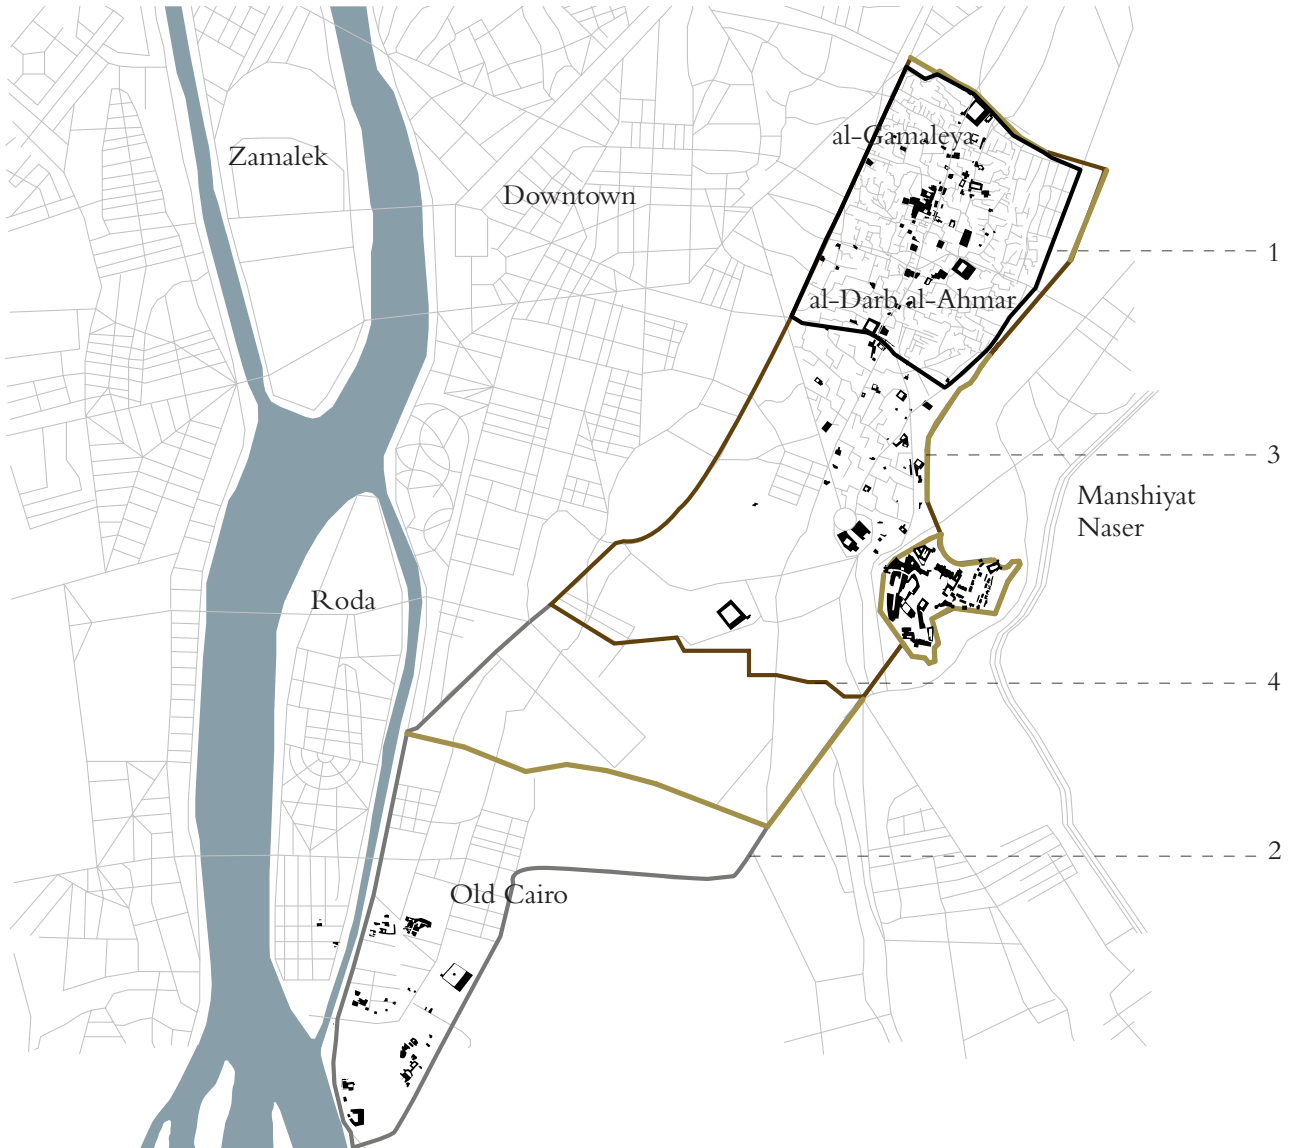 al-Gamaleya
Zamalek
Downtown
1
al-Darb al-Ahmar
3
Manshiyat
Naser
Roda
4
2
Old Cairo